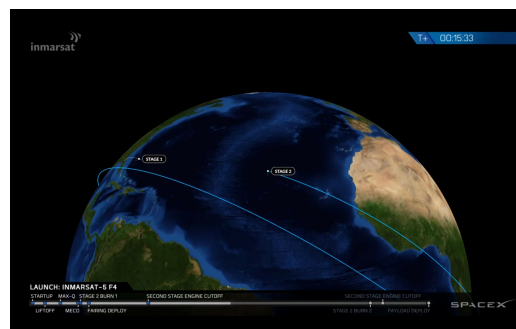 inmarsat
T+ 00:15:33
STAGE 1
STAGE 2
LAUNCH: INMARSAT-5 F4
STARTUP MAX-Q STAGE 2 BURN 1 SECOND STAGE ENGINE CUTOFF SECOND STAGE ENGINE CUTOFF
LIFTOFF MECO FAIRING DEPLOY STAGE 2 BURN 2 PAYLOAD DEPLOY
SPACEX